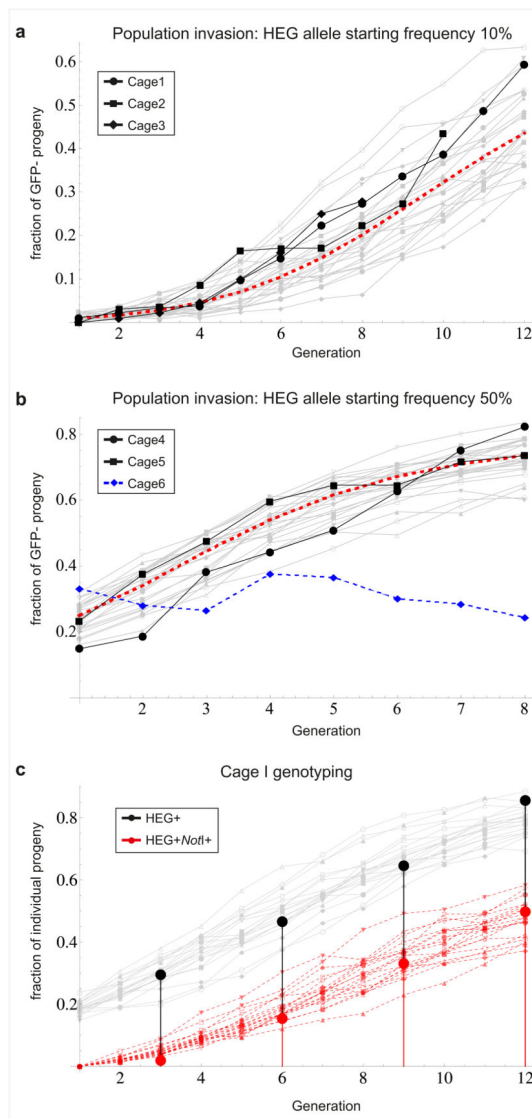 a
Population invasion: HEG allele starting frequency 10%
0.6
0.5
0.4
0.3
0.2
0.1
Cage1
Cage2
Cage3
fraction of GFP- progeny
2 4 6 8 10 12
Generation
b
Population invasion: HEG allele starting frequency 50%
0.8
0.6
0.4
0.2
Cage4
Cage5
Cage6
fraction of GFP- progeny
2 3 4 5 6 7 8
Generation
c
Cage I genotyping
0.8
0.6
0.4
0.2
HEG+
HEG+NotI+
fraction of individual progeny
2 4 6 8 10 12
Generation